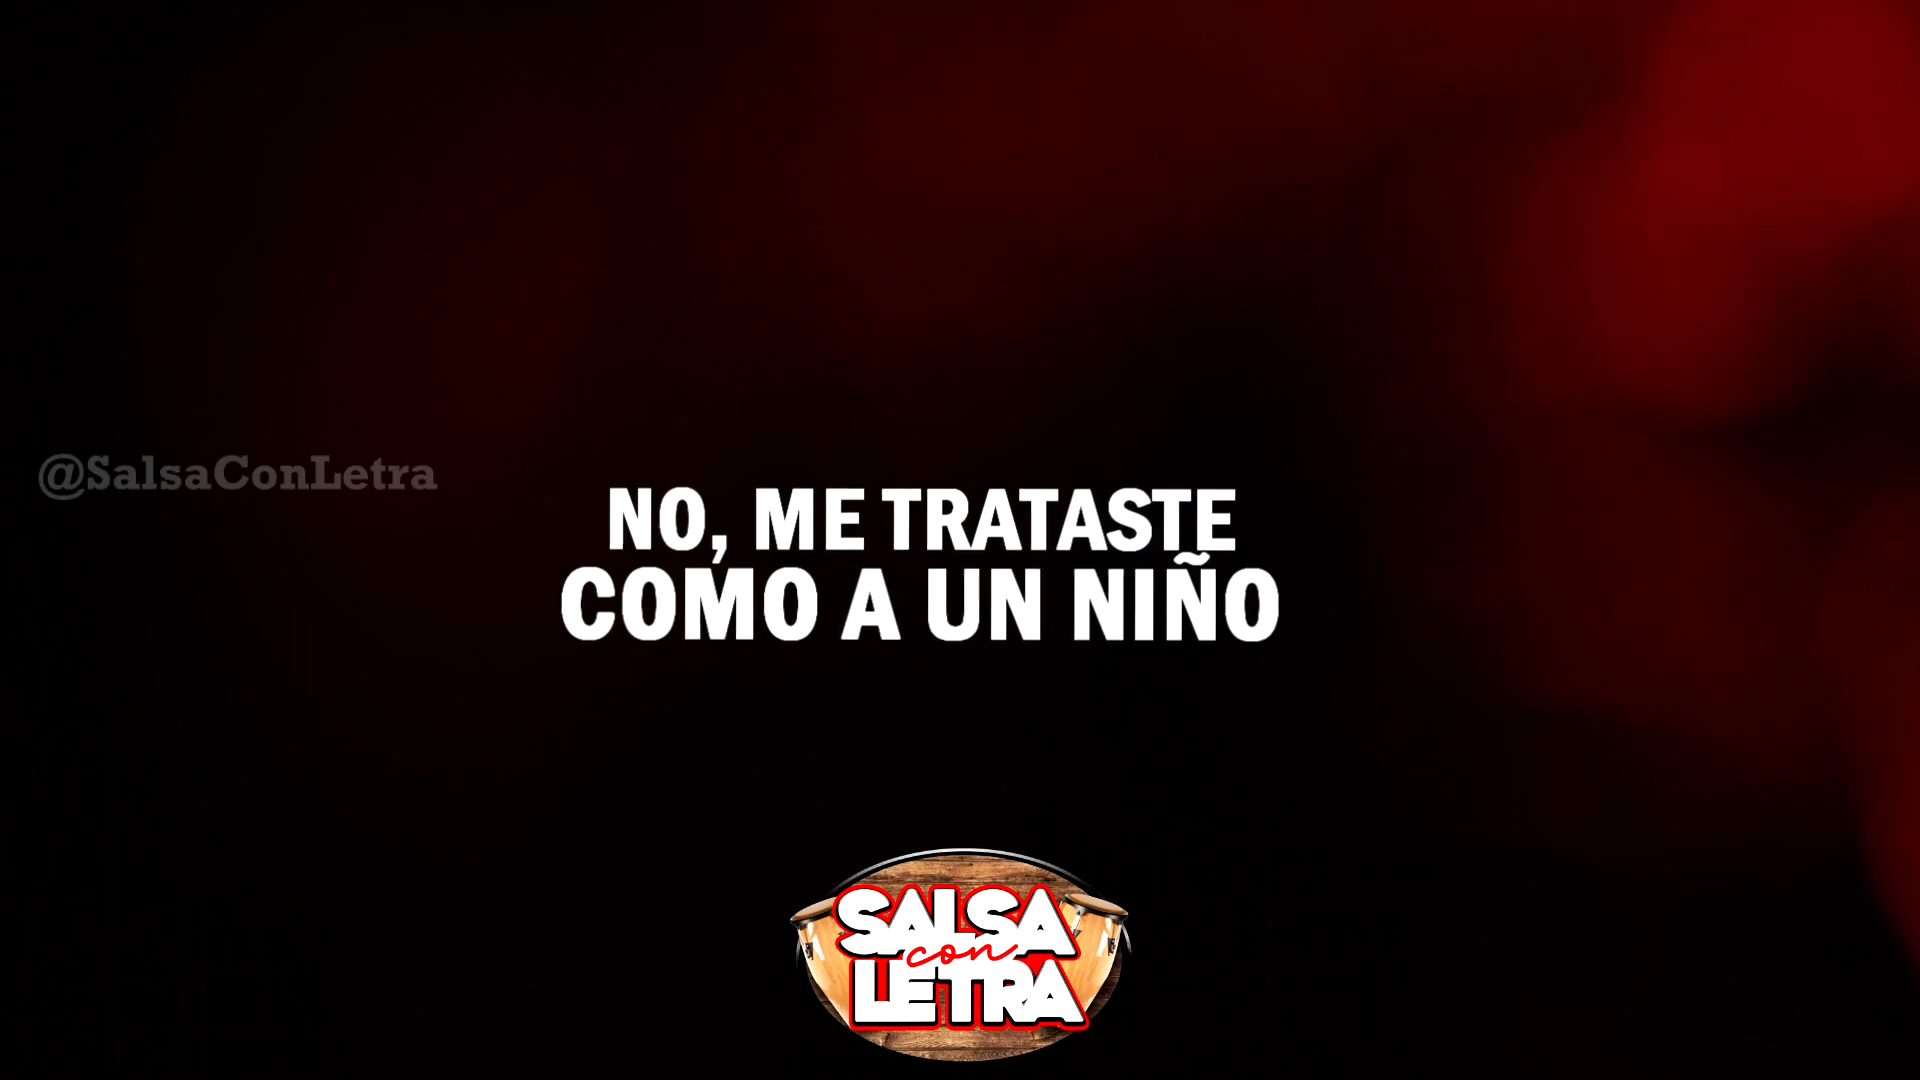 @SalsaConLetra
NO, ME TRATASTE
COMO A UN NIÑO
SALSA
con
LETRA